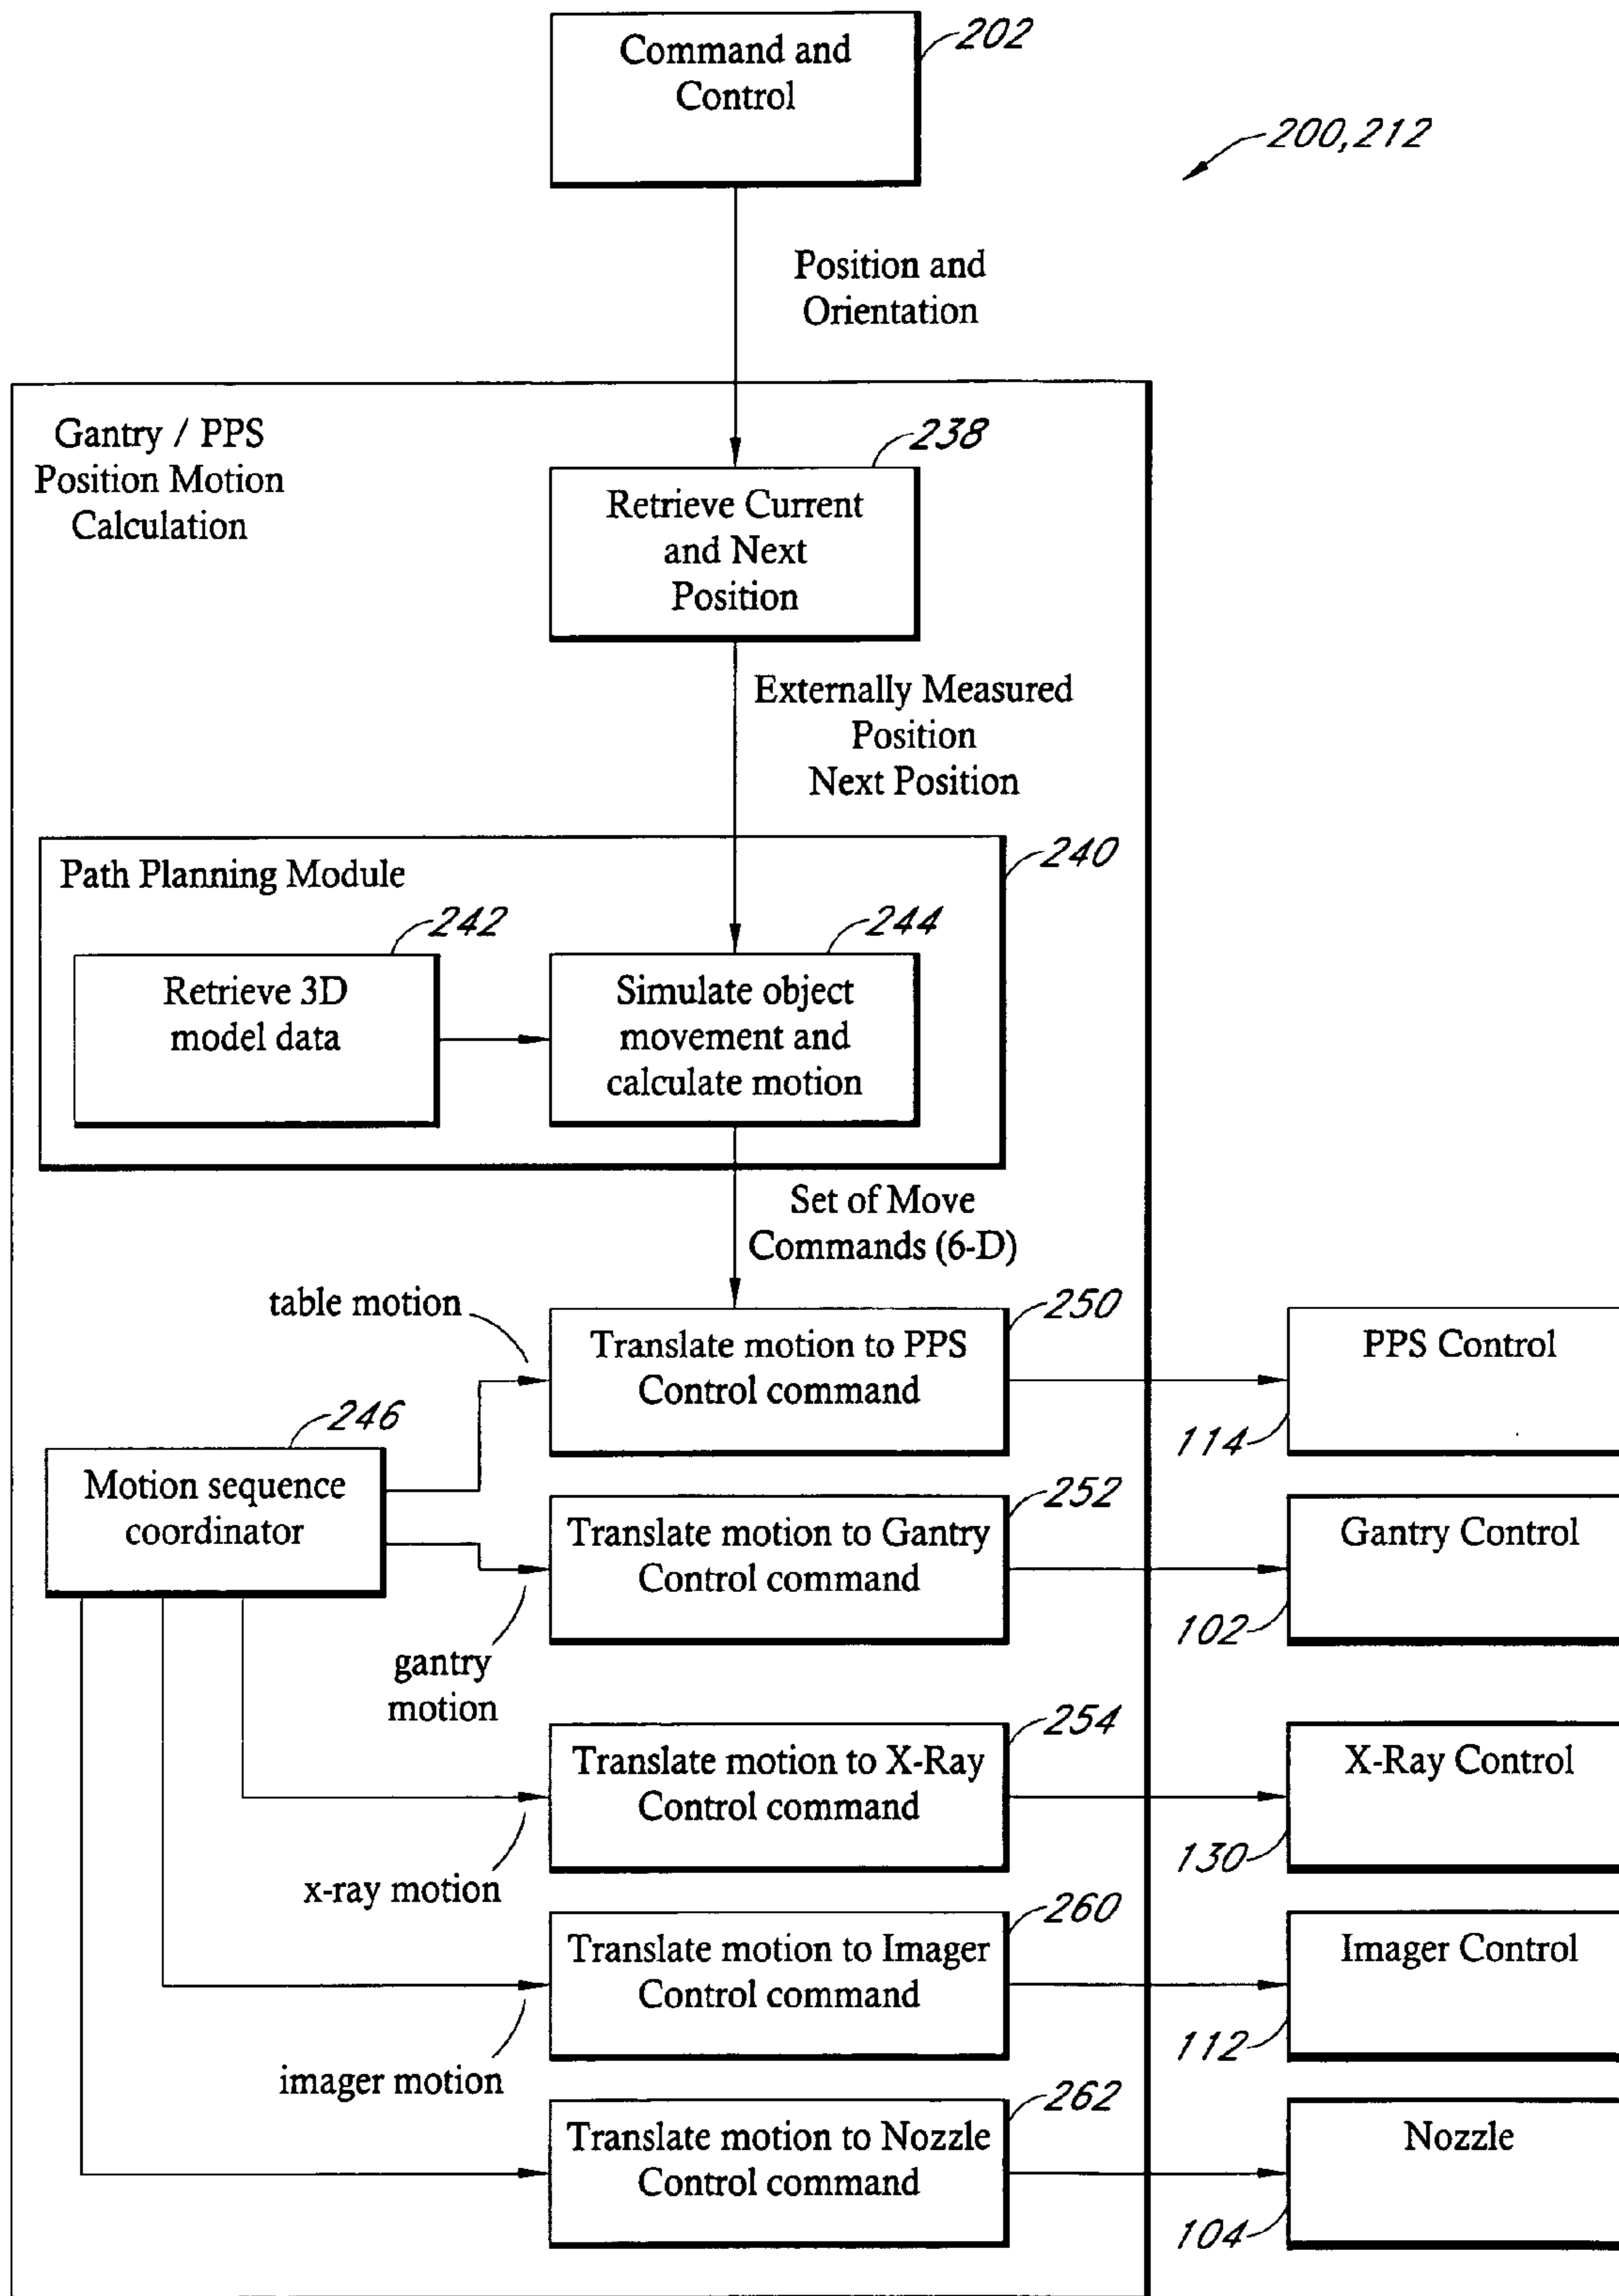 Command and
Control
202
200,212
Position and
Orientation
Gantry / PPS
Position Motion
Calculation
238
Retrieve Current
and Next
Position
Externally Measured
Position
Next Position
240
Path Planning Module
242
244
Retrieve 3D
model data
Simulate object
movement and
calculate motion
Set of Move
Commands (6-D)
table motion
250
Translate motion to PPS
Control command
PPS Control
114
246
Motion sequence
coordinator
252
Translate motion to Gantry
Control command
Gantry Control
102
gantry
motion
254
Translate motion to X-Ray
Control command
X-Ray Control
130
x-ray motion
260
Translate motion to Imager
Control command
Imager Control
112
imager motion
262
Translate motion to Nozzle
Control command
Nozzle
104